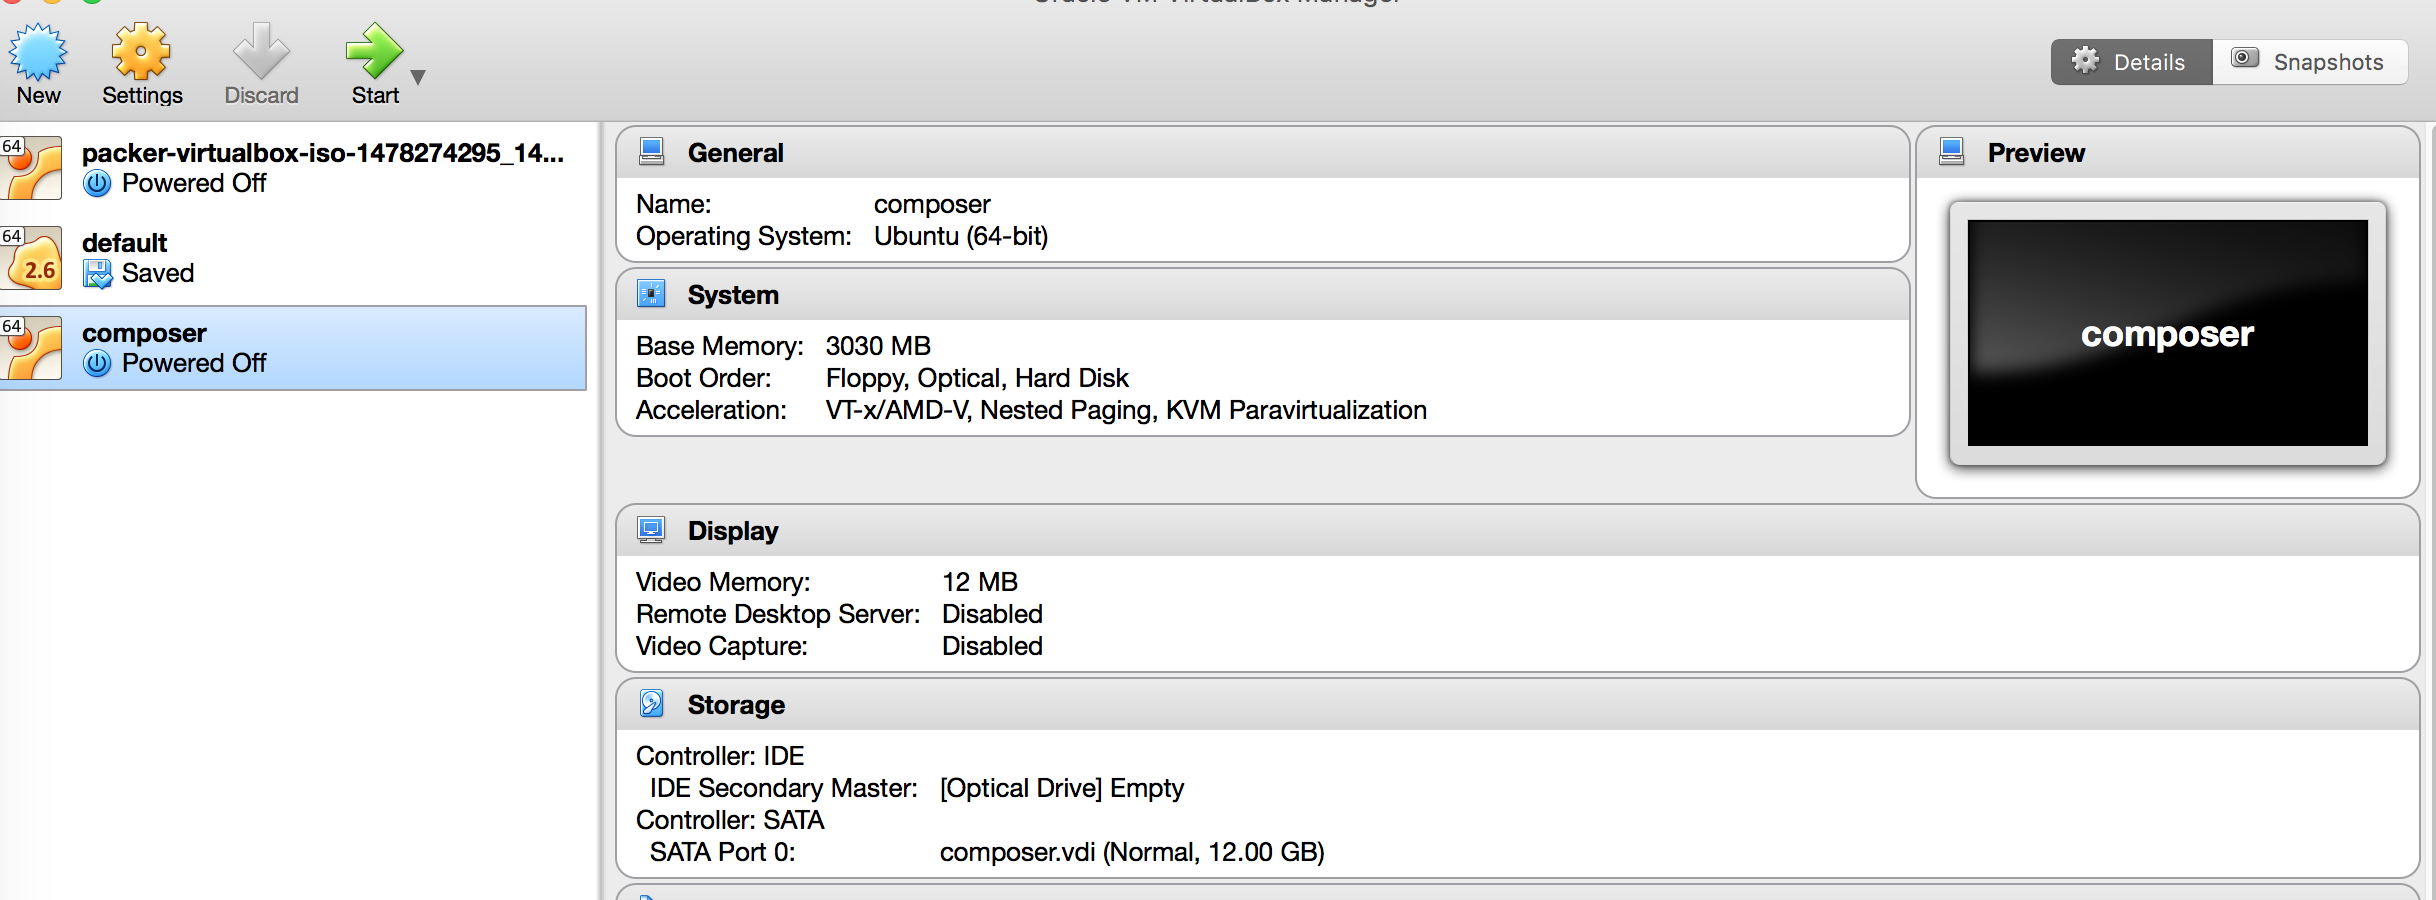 Oracle VM VirtualBox Manager
New
Settings
Discard
Start
Details
Snapshots
64
packer-virtualbox-iso-1478274295_14...
Powered Off
64
2.6
default
Saved
64
composer
Powered Off
General
Name: composer
Operating System: Ubuntu (64-bit)
System
Base Memory: 3030 MB
Boot Order: Floppy, Optical, Hard Disk
Acceleration: VT-x/AMD-V, Nested Paging, KVM Paravirtualization
Preview
composer
Display
Video Memory: 12 MB
Remote Desktop Server: Disabled
Video Capture: Disabled
Storage
Controller: IDE
IDE Secondary Master: [Optical Drive] Empty
Controller: SATA
SATA Port 0: composer.vdi (Normal, 12.00 GB)